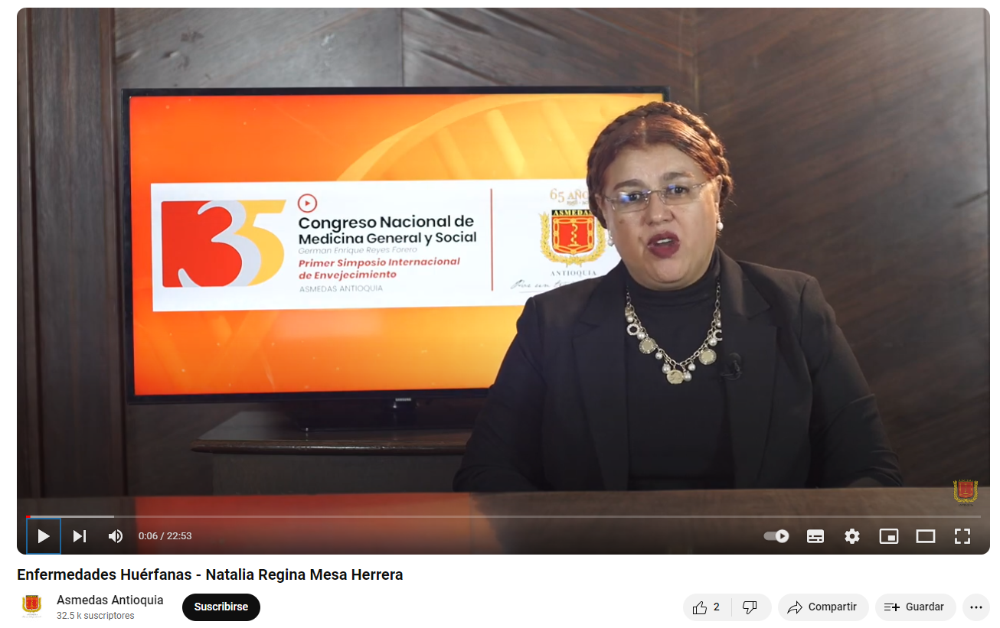 35
Congreso Nacional de
Medicina General y Social
German Enrique Reyes Forero
Primer Simposio Internacional
de Envejecimiento
ASMEDAS ANTIOQUIA
65 AÑO
ASMEDAS
ANTIOQUIA
0:06 / 22:53
Enfermedades Huérfanas - Natalia Regina Mesa Herrera
Asmedas Antioquia
32.5 k suscriptores
Suscribirse
2
Compartir
Guardar